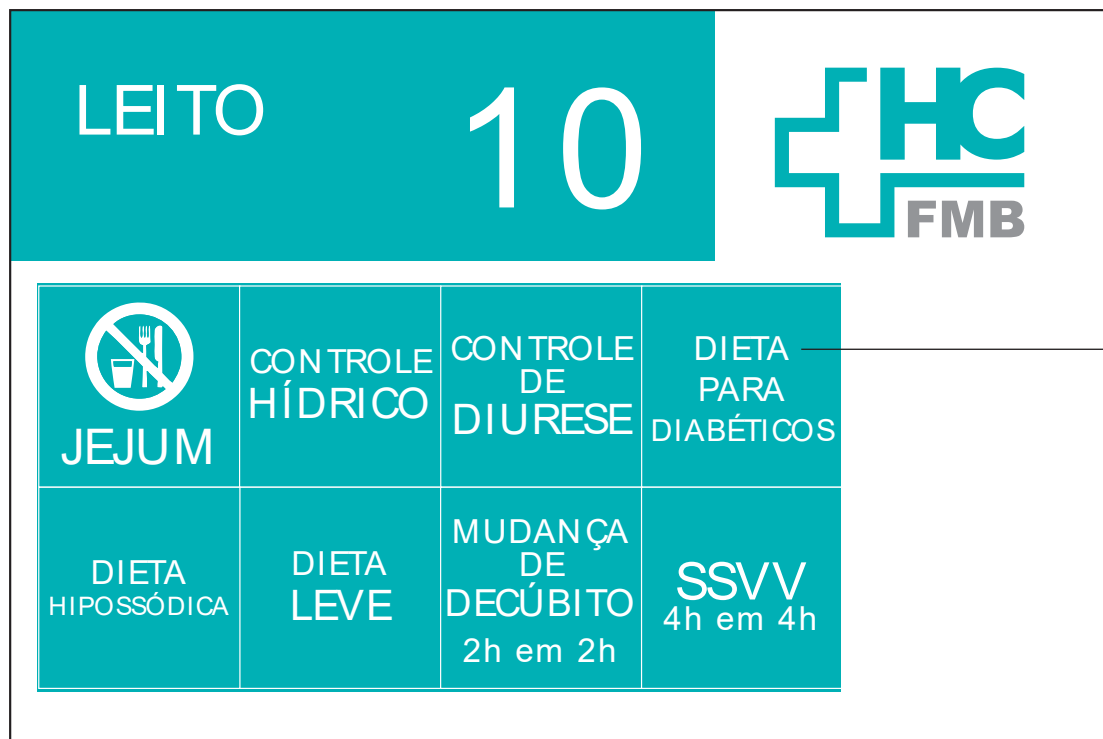 LEITO 10
HC
FMB
JEJUM
CONTROLE
HÍDRICO
CONTROLE
DE
DIURESE
DIETA
PARA
DIABÉTICOS
DIETA
HIPOSSÓDICA
DIETA
LEVE
MUDANÇA
DE
DECÚBITO
2h em 2h
SSVV
4h em 4h